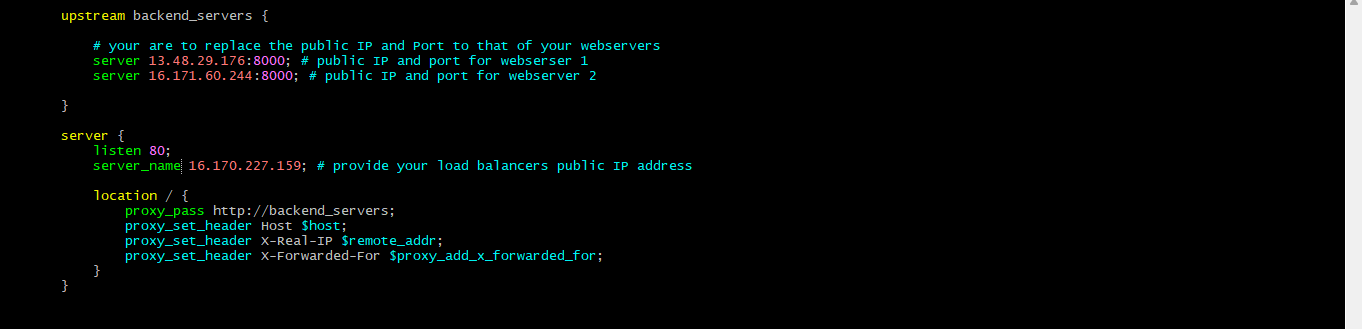 upstream backend_servers {
# your are to replace the public IP and Port to that of your webservers
server 13.48.29.176:8000; # public IP and port for webserser 1
server 16.171.60.244:8000; # public IP and port for webserver 2
}
server {
listen 80;
server_name 16.170.227.159; # provide your load balancers public IP address
location / {
proxy_pass http://backend_servers;
proxy_set_header Host $host;
proxy_set_header X-Real-IP $remote_addr;
proxy_set_header X-Forwarded-For $proxy_add_x_forwarded_for;
}
}